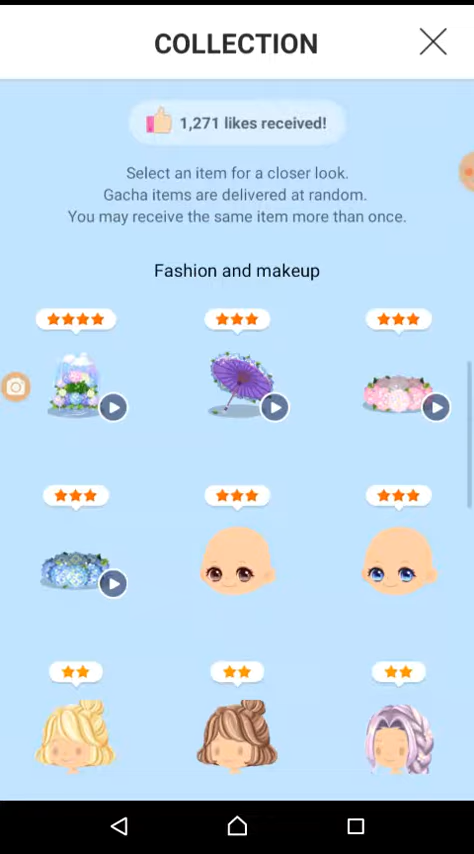 COLLECTION
1,271 likes received!
Select an item for a closer look.
Gacha items are delivered at random.
You may receive the same item more than once.
Fashion and makeup